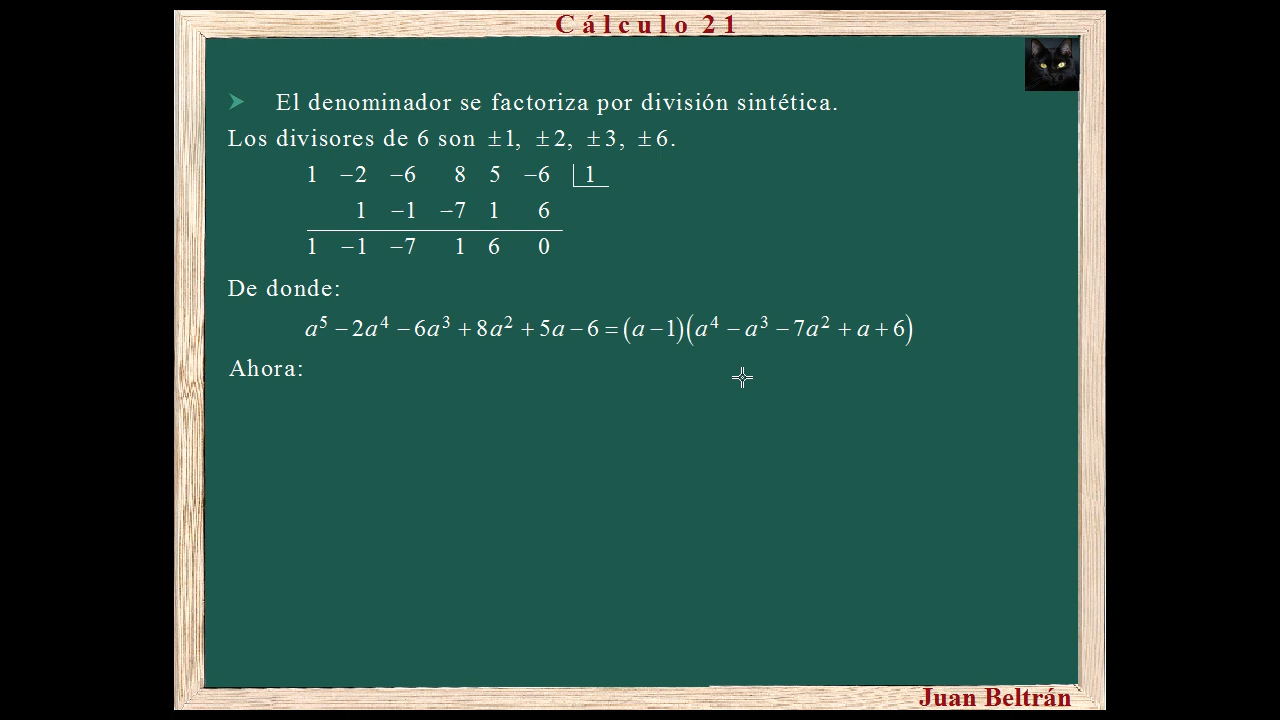 Cálculo 21
➤ El denominador se factoriza por división sintética.
Los divisores de 6 son ±1, ±2, ±3, ±6.
1 −2 −6 8 5 −6 |1
1 −1 −7 1 6
1 −1 −7 1 6 0
De donde:
a⁵ − 2a⁴ − 6a³ + 8a² + 5a − 6 = (a − 1)(a⁴ − a³ − 7a² + a + 6)
Ahora:
Juan Beltrán